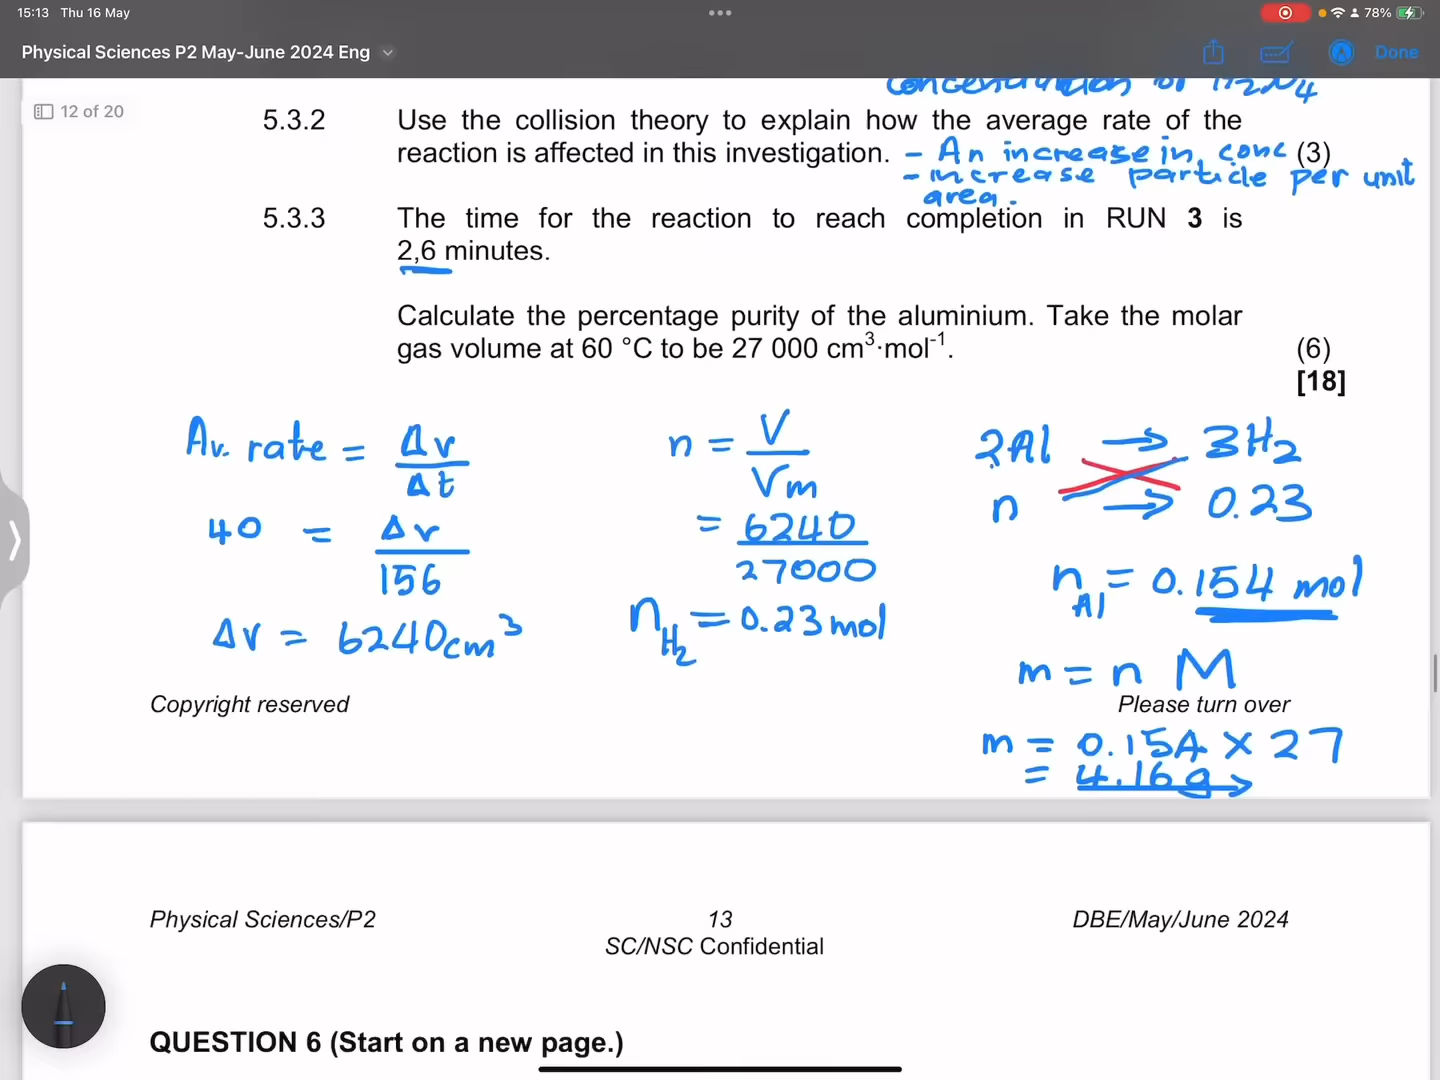 15:13 Thu 16 May
78%
Physical Sciences P2 May-June 2024 Eng
Done
12 of 20
concentration of
5.3.2 Use the collision theory to explain how the average rate of the
reaction is affected in this investigation. - An increase in conc (3)
- increase particle per unit
area.
5.3.3 The time for the reaction to reach completion in RUN 3 is
2,6 minutes.
Calculate the percentage purity of the aluminium. Take the molar
gas volume at 60 °C to be 27 000 cm³·mol⁻¹. (6)
[18]
Av. rate = Δv / Δt
40 = Δv / 156
Δv = 6240cm³
n = V / Vm
= 6240 / 27000
nH₂ = 0.23mol
2Al → 3H₂
n → 0.23
nAl = 0.154 mol
m = n M
m = 0.154 × 27
= 4.16g
Copyright reserved Please turn over
Physical Sciences/P2 13 DBE/May/June 2024
SC/NSC Confidential
QUESTION 6 (Start on a new page.)